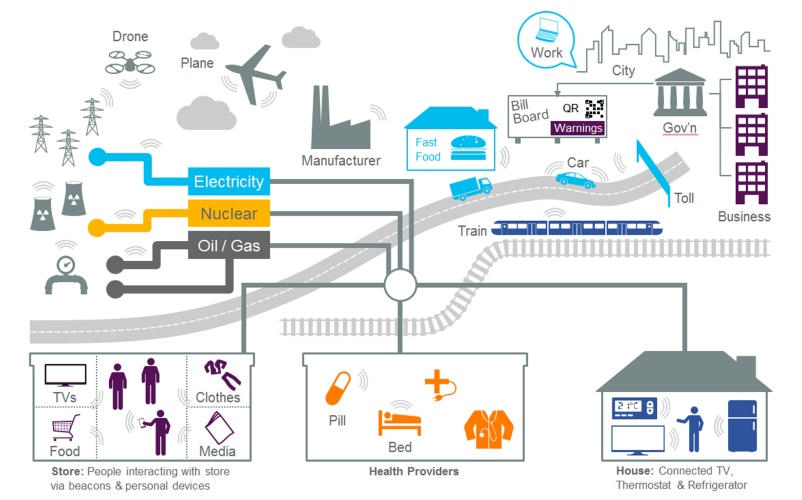 Drone
Plane
Work
City
Bill
Board
QR
Warnings
Gov'n
Manufacturer
Fast
Food
Car
Toll
Business
Electricity
Nuclear
Oil / Gas
Train
TVs
Clothes
Food
Media
Pill
Bed
21°C
Store: People interacting with store
via beacons & personal devices
Health Providers
House: Connected TV,
Thermostat & Refrigerator